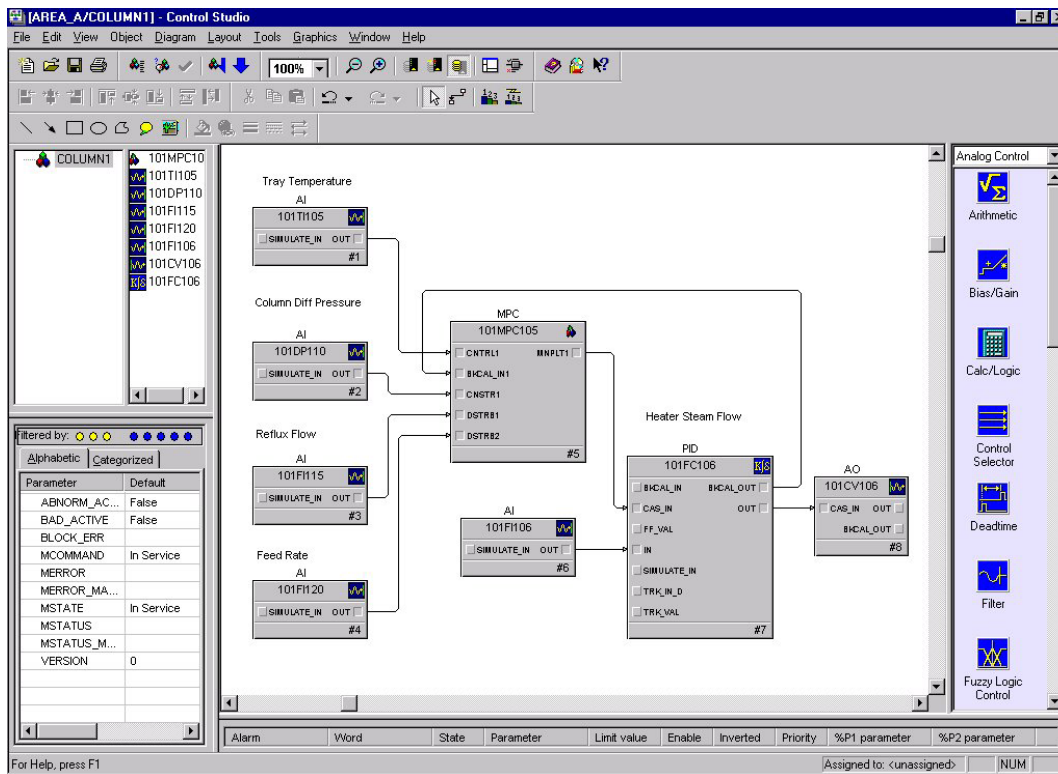 [AREA_A/COLUMN1] - Control Studio
File Edit View Object Diagram Layout Tools Graphics Window Help
100%
COLUMN1
101MPC10
101TI105
101DP110
101FI115
101FI120
101FI106
101CV106
101FC106
Filtered by:
Alphabetic Categorized
Parameter Default
ABNORM_AC... False
BAD_ACTIVE False
BLOCK_ERR
MCOMMAND In Service
MERROR
MERROR_MA...
MSTATE In Service
MSTATUS
MSTATUS_M...
VERSION 0
Tray Temperature
AI
101TI105
SIMULATE_IN OUT
#1
Column Diff Pressure
AI
101DP110
SIMULATE_IN OUT
#2
Reflux Flow
AI
101FI115
SIMULATE_IN OUT
#3
Feed Rate
AI
101FI120
SIMULATE_IN OUT
#4
MPC
101MPC105
CNTRL1 MNPLT1
BKCAL_IN1
CNSTR1
DSTRB1
DSTRB2
#5
AI
101FI106
SIMULATE_IN OUT
#6
Heater Steam Flow
PID
101FC106
BKCAL_IN BKCAL_OUT
CAS_IN OUT
FF_VAL
IN
SIMULATE_IN
TRK_IN_D
TRK_VAL
#7
AO
101CV106
CAS_IN OUT
BKCAL_OUT
#8
Analog Control
Arithmetic
Bias/Gain
Calc/Logic
Control
Selector
Deadtime
Filter
Fuzzy Logic
Control
Alarm Word State Parameter Limit value Enable Inverted Priority %P1 parameter %P2 parameter
For Help, press F1 Assigned to: <unassigned> NUM